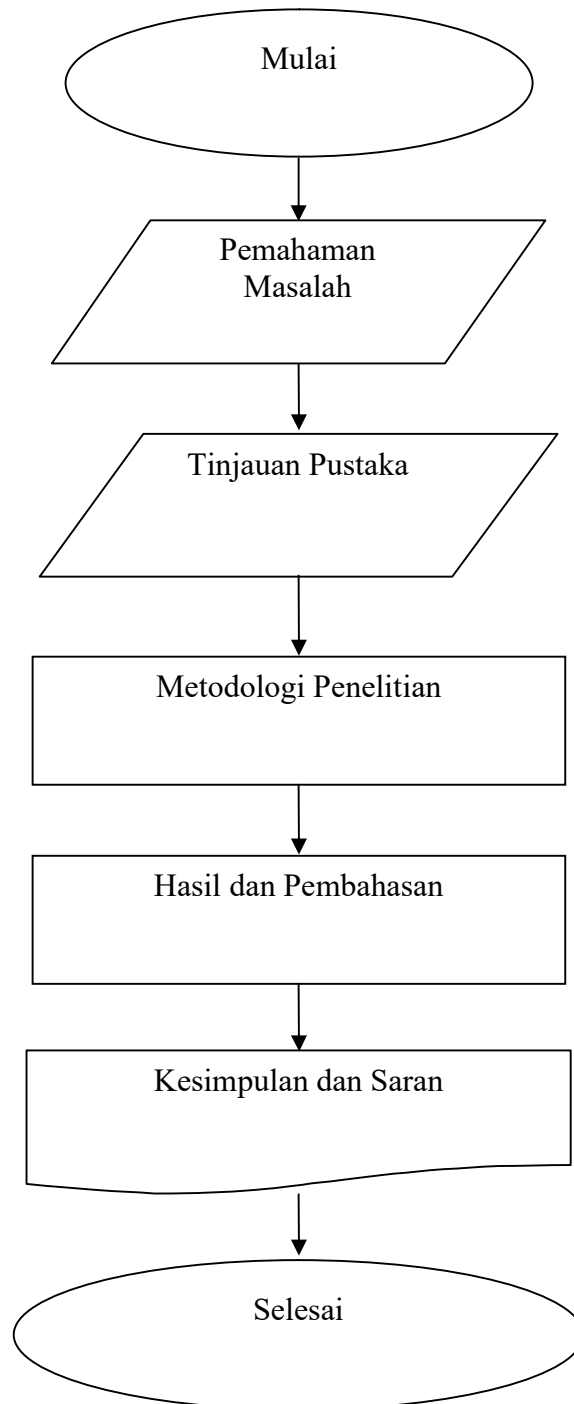 Mulai
Pemahaman
Masalah
Tinjauan Pustaka
Metodologi Penelitian
Hasil dan Pembahasan
Kesimpulan dan Saran
Selesai